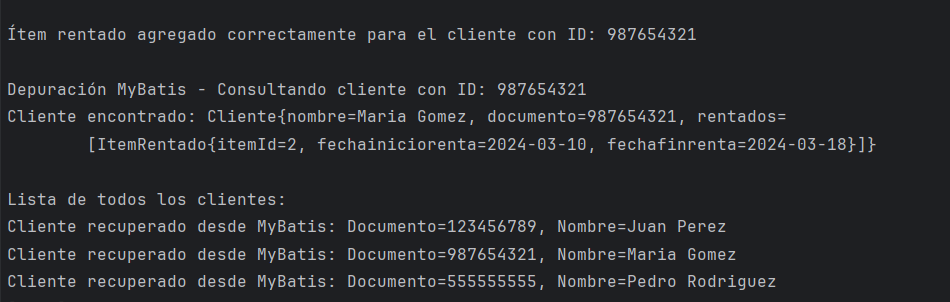 Ítem rentado agregado correctamente para el cliente con ID: 987654321
Depuración MyBatis - Consultando cliente con ID: 987654321
Cliente encontrado: Cliente{nombre=Maria Gomez, documento=987654321, rentados=
[ItemRentado{itemId=2, fechainiciorenta=2024-03-10, fechafinrenta=2024-03-18}]}
Lista de todos los clientes:
Cliente recuperado desde MyBatis: Documento=123456789, Nombre=Juan Perez
Cliente recuperado desde MyBatis: Documento=987654321, Nombre=Maria Gomez
Cliente recuperado desde MyBatis: Documento=555555555, Nombre=Pedro Rodriguez